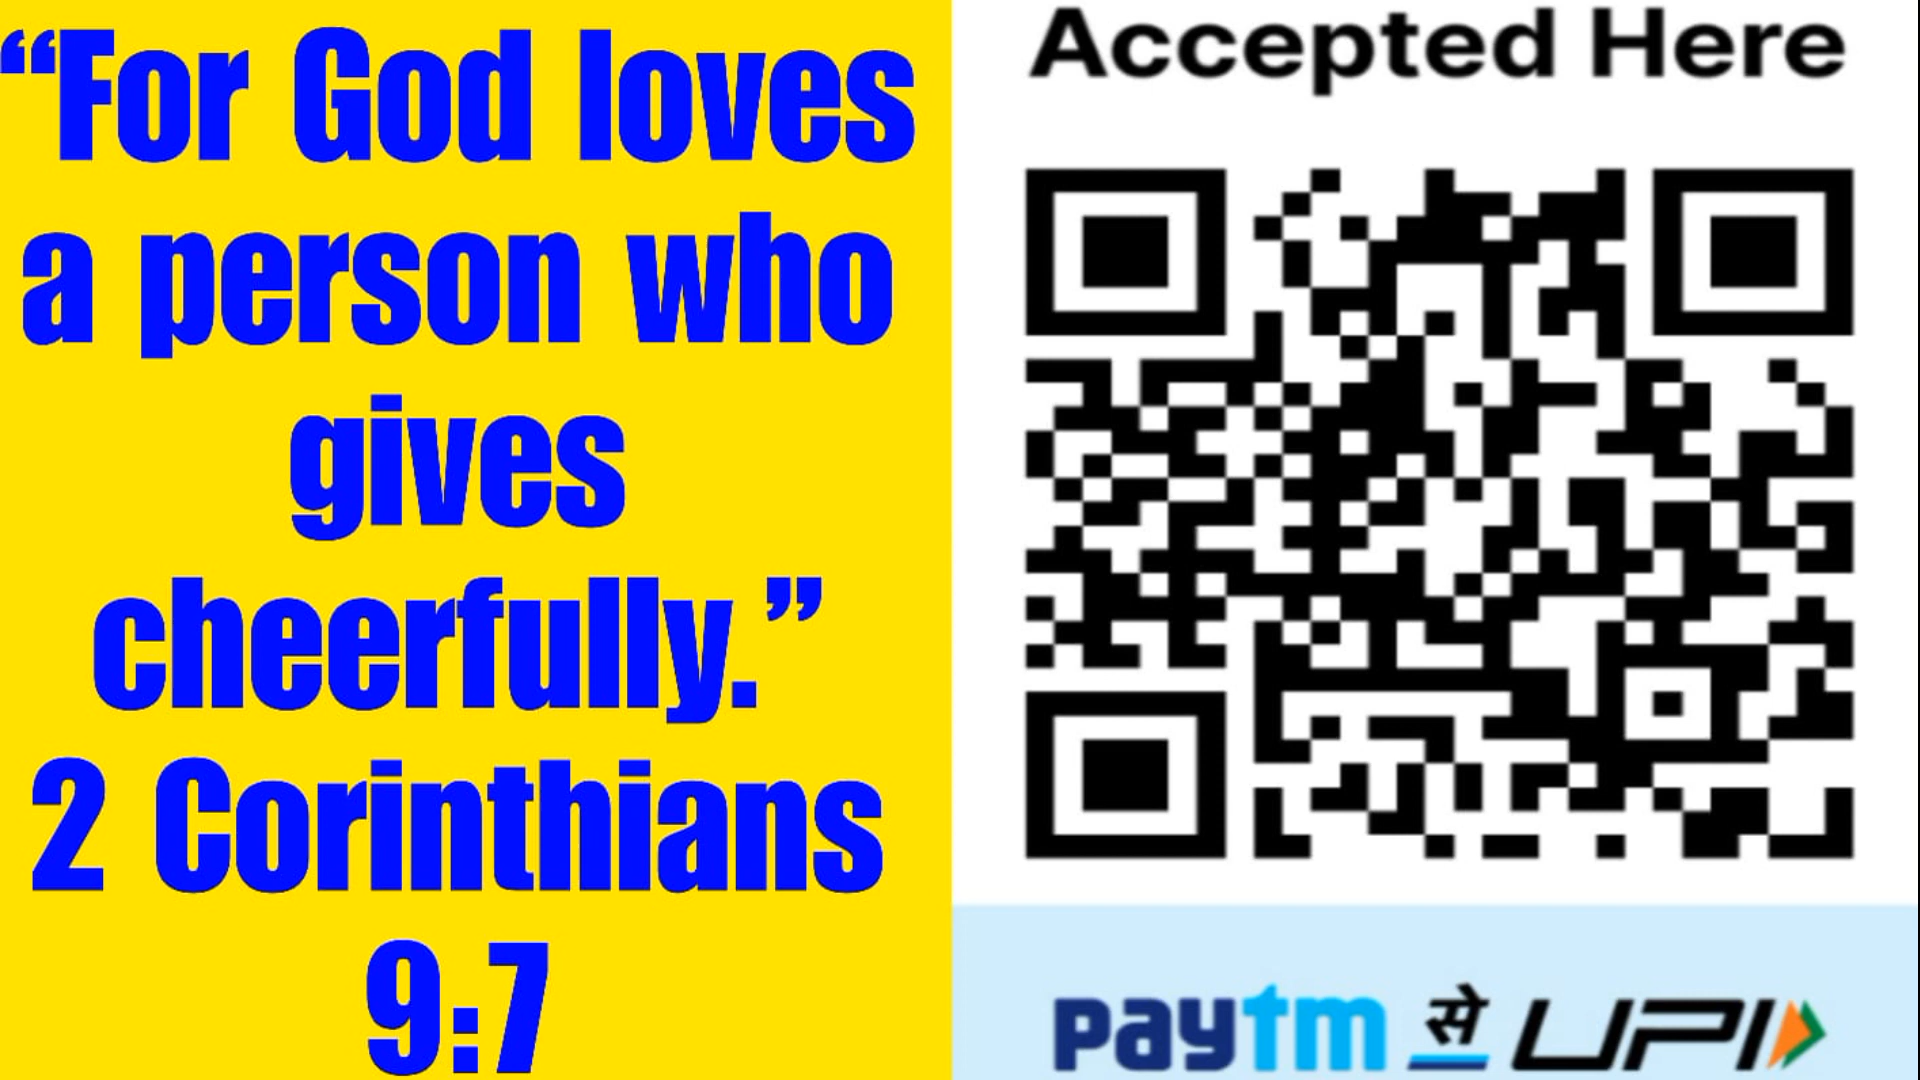 “For God loves
a person who
gives
cheerfully.”
2 Corinthians
9:7
Accepted Here
paytm से UPI